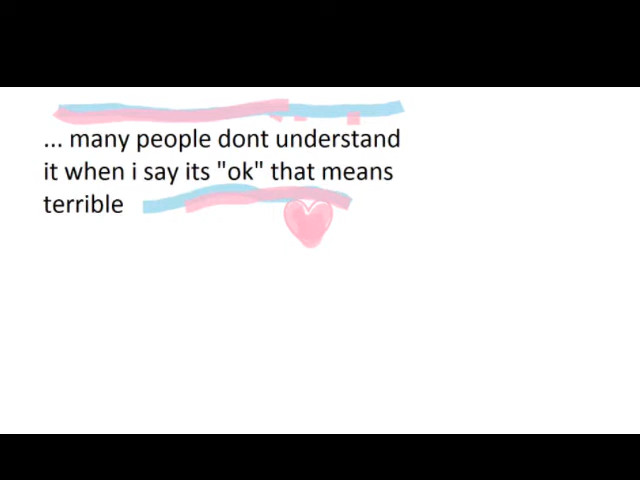 ... many people dont understand
it when i say its "ok" that means
terrible